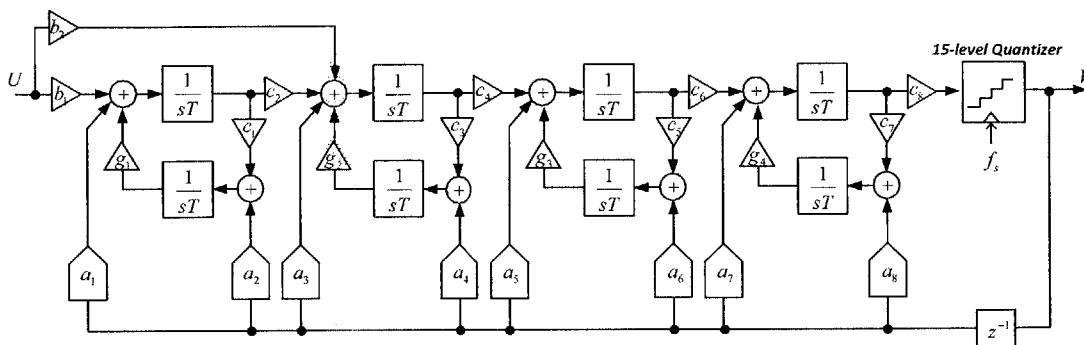 b₂
15-level Quantizer
U
b₁
+
1/sT
c₂
+
1/sT
c₄
+
1/sT
c₆
+
1/sT
c₈
c₁
c₃
c₅
c₇
fₛ
g₁
1/sT
+
1/sT
+
g₃
1/sT
+
g₄
1/sT
+
a₁
a₂
a₃
a₄
a₅
a₆
a₇
a₈
z⁻¹